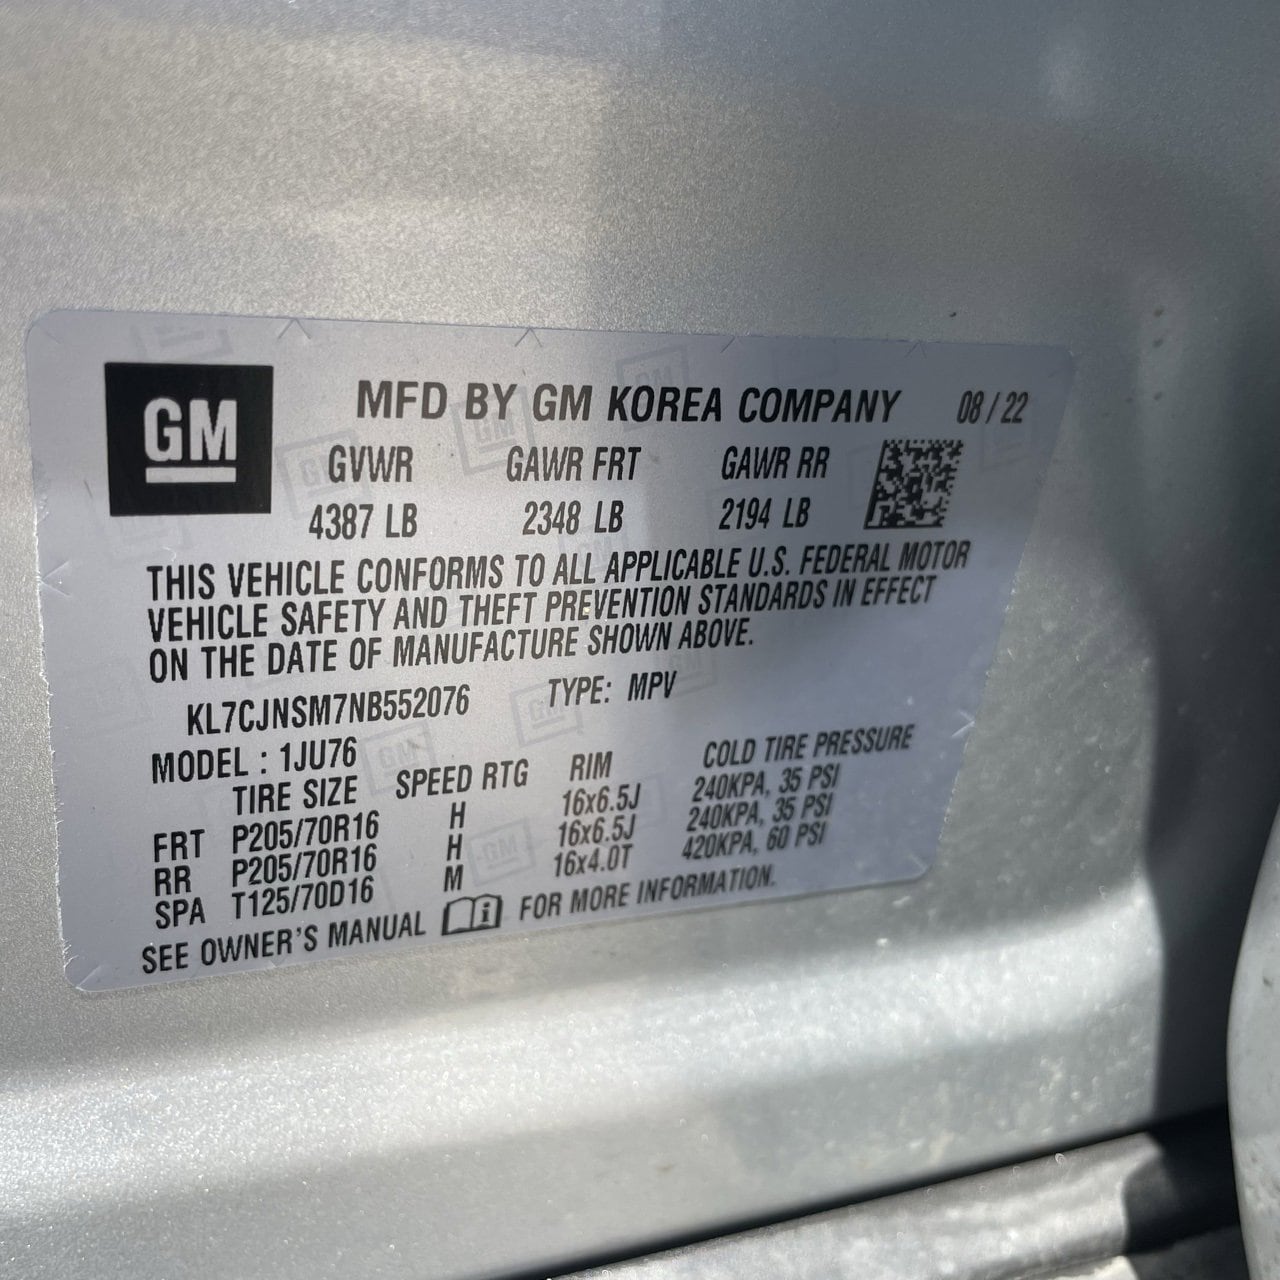 GM
MFD BY GM KOREA COMPANY 08/22
GVWR GAWR FRT GAWR RR
4387 LB 2348 LB 2194 LB
THIS VEHICLE CONFORMS TO ALL APPLICABLE U.S. FEDERAL MOTOR
VEHICLE SAFETY AND THEFT PREVENTION STANDARDS IN EFFECT
ON THE DATE OF MANUFACTURE SHOWN ABOVE.
KL7CJNSM7NB552076 TYPE: MPV
MODEL : 1JU76
TIRE SIZE SPEED RTG RIM COLD TIRE PRESSURE
FRT P205/70R16 H 16x6.5J 240KPA, 35 PSI
RR P205/70R16 H 16x6.5J 240KPA, 35 PSI
SPA T125/70D16 M 16x4.0T 420KPA, 60 PSI
SEE OWNER'S MANUAL FOR MORE INFORMATION.